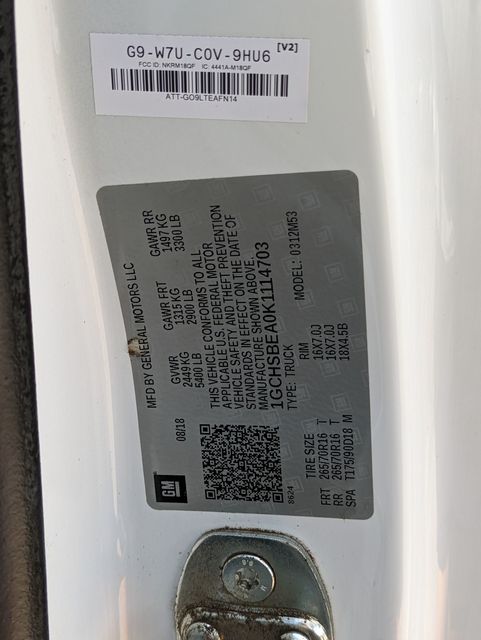 G9-W7U-C0V-9HU6 [V2]
FCC ID: NKRM18QF IC: 4441A-M18QF
ATT-GO9LTEAFN14
MFD BY GENERAL MOTORS LLC
08/18
GVWR GAWR FRT GAWR RR
2449 KG 1315 KG 1497 KG
5400 LB 2900 LB 3300 LB
THIS VEHICLE CONFORMS TO ALL
APPLICABLE U.S. FEDERAL MOTOR
VEHICLE SAFETY AND THEFT PREVENTION
STANDARDS IN EFFECT ON THE DATE OF
MANUFACTURE SHOWN ABOVE.
1GCHSBEA0K1114703
TYPE: TRUCK MODEL: 0312M53
GM
8624
TIRE SIZE RIM
FRT 265/70R16 T 16X7.0J
RR 265/70R16 T 16X7.0J
SPA T175/90D18 M 18X4.5B